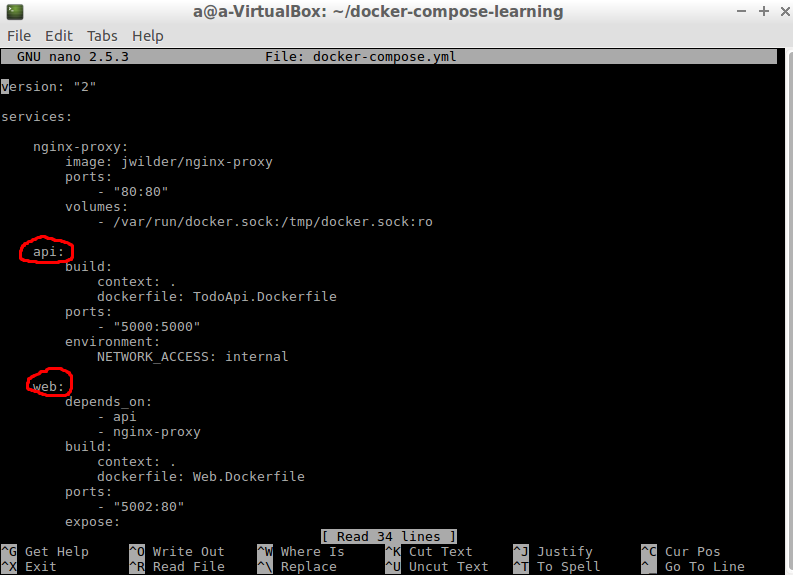 a@a-VirtualBox: ~/docker-compose-learning
File Edit Tabs Help
GNU nano 2.5.3 File: docker-compose.yml
version: "2"
services:
    nginx-proxy:
        image: jwilder/nginx-proxy
        ports:
            - "80:80"
        volumes:
            - /var/run/docker.sock:/tmp/docker.sock:ro
    api:
        build:
            context: .
            dockerfile: TodoApi.Dockerfile
        ports:
            - "5000:5000"
        environment:
            NETWORK_ACCESS: internal
    web:
        depends_on:
            - api
            - nginx-proxy
        build:
            context: .
            dockerfile: Web.Dockerfile
        ports:
            - "5002:80"
        expose:
[ Read 34 lines ]
^G Get Help ^O Write Out ^W Where Is ^K Cut Text ^J Justify ^C Cur Pos
^X Exit ^R Read File ^\ Replace ^U Uncut Text ^T To Spell ^_ Go To Line